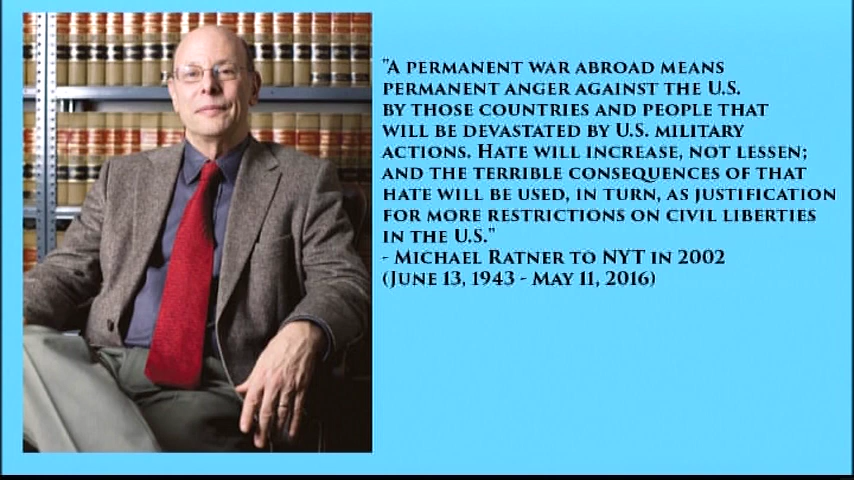 "A PERMANENT WAR ABROAD MEANS
PERMANENT ANGER AGAINST THE U.S.
BY THOSE COUNTRIES AND PEOPLE THAT
WILL BE DEVASTATED BY U.S. MILITARY
ACTIONS. HATE WILL INCREASE, NOT LESSEN;
AND THE TERRIBLE CONSEQUENCES OF THAT
HATE WILL BE USED, IN TURN, AS JUSTIFICATION
FOR MORE RESTRICTIONS ON CIVIL LIBERTIES
IN THE U.S."
- MICHAEL RATNER TO NYT IN 2002
(JUNE 13, 1943 - MAY 11, 2016)